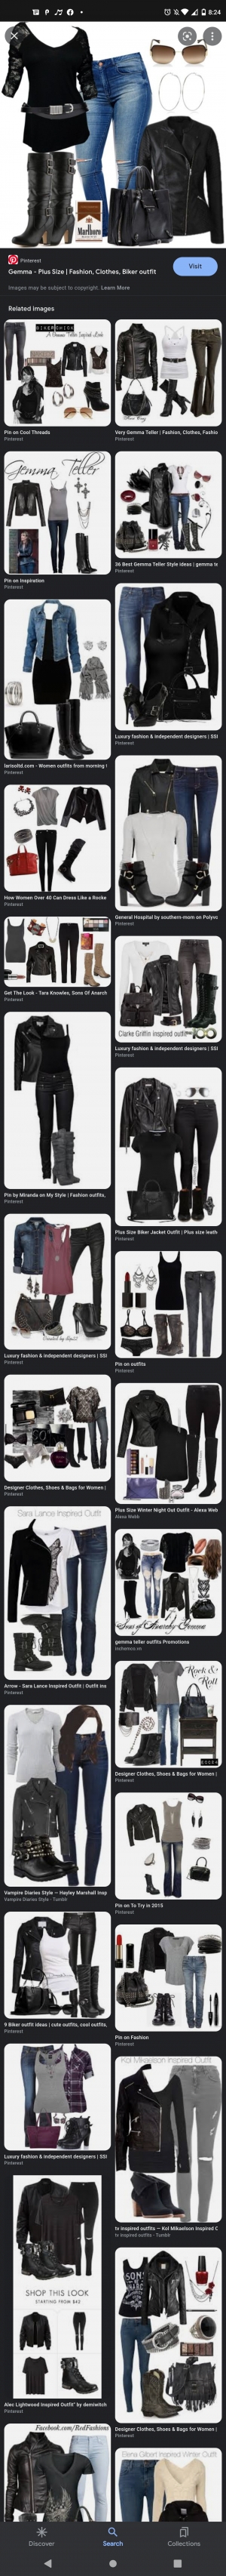 8:24
Marlboro
Pinterest
Gemma - Plus Size | Fashion, Clothes, Biker outfit
Visit
Images may be subject to copyright. Learn More
Related images
Pin on Cool Threads
Pinterest
Very Gemma Teller | Fashion, Clothes, Fashio
Pinterest
Gemma Teller
Pin on Inspiration
Pinterest
36 Best Gemma Teller Style ideas | gemma te
Pinterest
larisoltd.com - Women outfits from morning t
Pinterest
Luxury fashion & independent designers | SSE
Pinterest
How Women Over 40 Can Dress Like a Rocke
Pinterest
General Hospital by southern-mom on Polyvo
Pinterest
Get The Look - Tara Knowles, Sons Of Anarch
Pinterest
Clarke Griffin inspired outfit
Luxury fashion & independent designers | SSE
Pinterest
Pin by Miranda on My Style | Fashion outfits,
Pinterest
Plus Size Biker Jacket Outfit | Plus size leath
Pinterest
Luxury fashion & independent designers | SSE
Pinterest
Pin on outfits
Pinterest
Designer Clothes, Shoes & Bags for Women |
Pinterest
Plus Size Winter Night Out Outfit - Alexa Web
Alexa Webb
Sara Lance Inspired Outfit
Arrow - Sara Lance Inspired Outfit | Outfit ins
Pinterest
gemma teller outfits Promotions
Rock & Roll
Designer Clothes, Shoes & Bags for Women |
Pinterest
Vampire Diaries Style — Hayley Marshall Insp
Vampire Diaries Style - Tumblr
Pin on To Try in 2015
Pinterest
9 Biker outfit ideas | cute outfits, cool outfits,
Pinterest
Pin on Fashion
Pinterest
Luxury fashion & independent designers | SSE
Pinterest
Kol Mikaelson Inspired Outfit
tv inspired outfits — Kol Mikaelson Inspired O
tv inspired outfits - Tumblr
SHOP THIS LOOK
STARTING FROM $42
Alec Lightwood Inspired Outfit" by demiwitch
Pinterest
Designer Clothes, Shoes & Bags for Women |
Pinterest
Facebook.com/RedFashions
Elena Gilbert Inspired Winter Outfit
Discover
Search
Collections